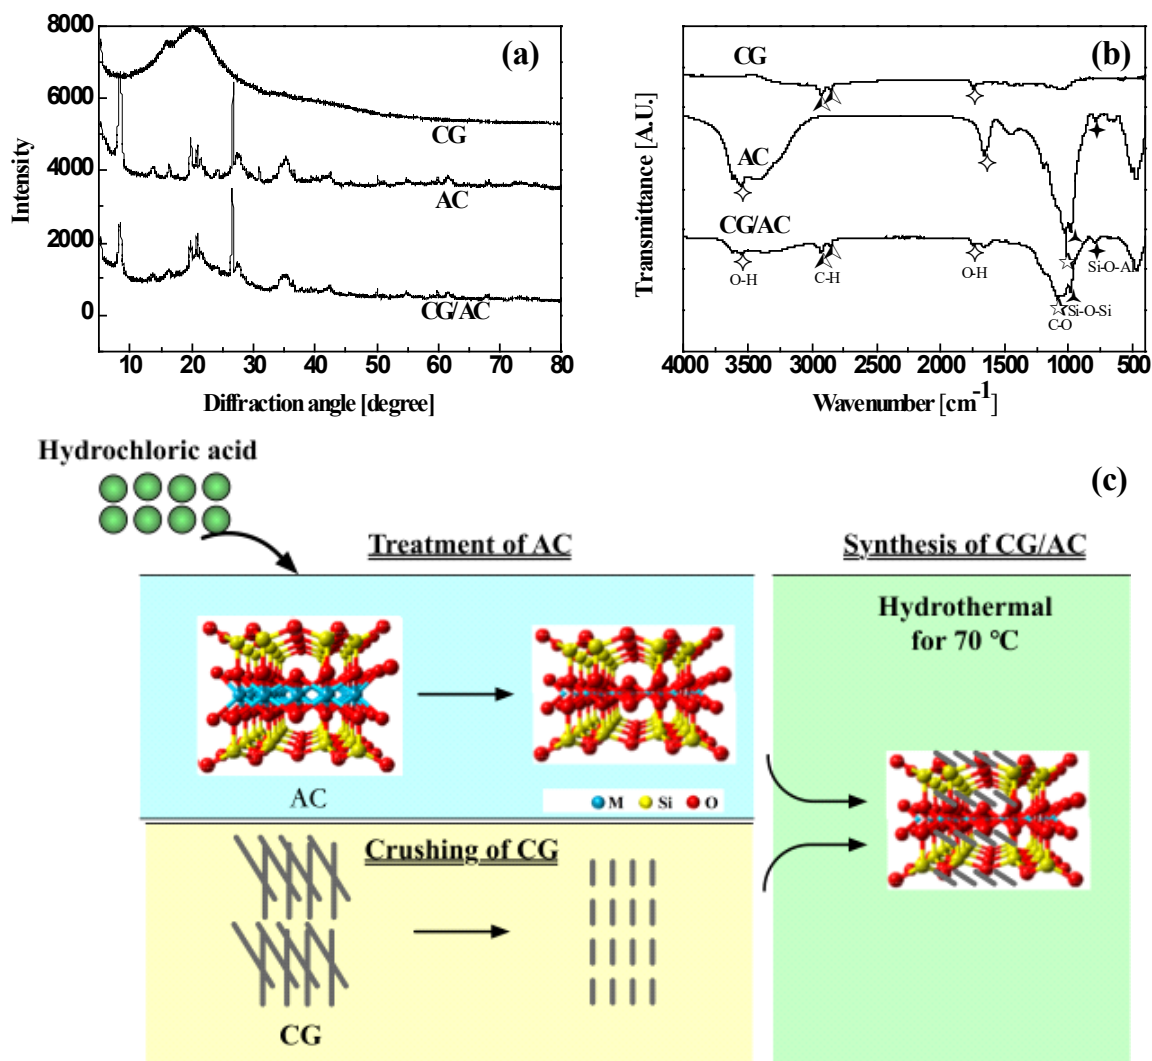 (a)
8000
6000
4000
2000
0
Intensity
CG
AC
CG/AC
10 20 30 40 50 60 70 80
Diffraction angle [degree]
(b)
CG
AC
CG/AC
Transmittance [A.U.]
O-H
C-H
O-H
Si-O-Al
Si-O-Si
C-O
4000 3500 3000 2500 2000 1500 1000 500
Wavenumber [cm-1]
(c)
Hydrochloric acid
Treatment of AC
AC
M Si O
Crushing of CG
CG
Synthesis of CG/AC
Hydrothermal
for 70 °C